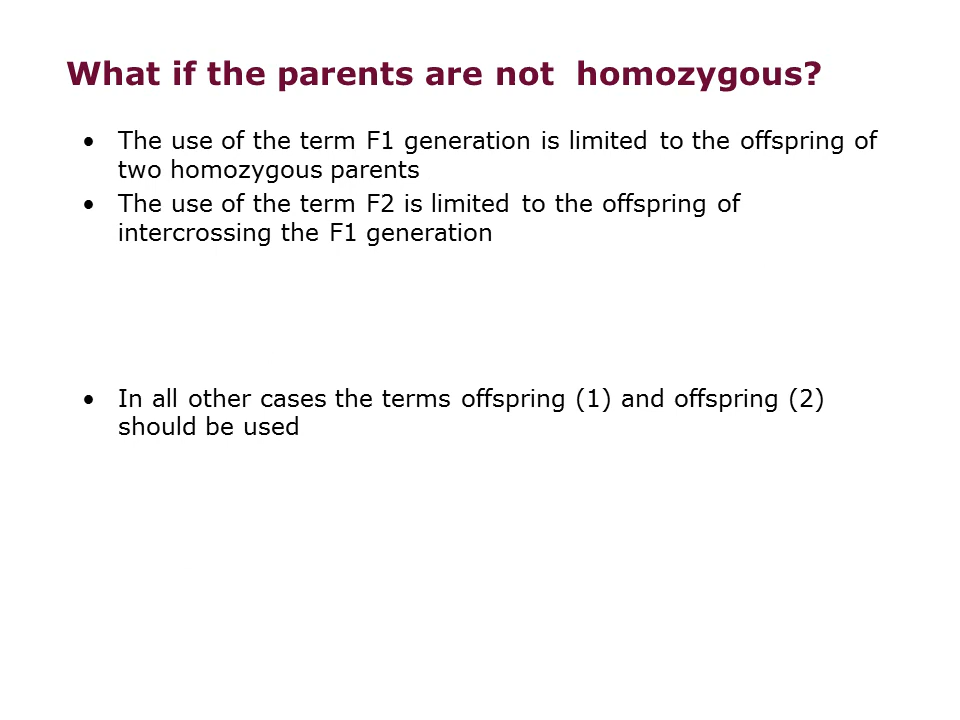 What if the parents are not  homozygous?
• The use of the term F1 generation is limited to the offspring of
two homozygous parents
• The use of the term F2 is limited to the offspring of
intercrossing the F1 generation
• In all other cases the terms offspring (1) and offspring (2)
should be used